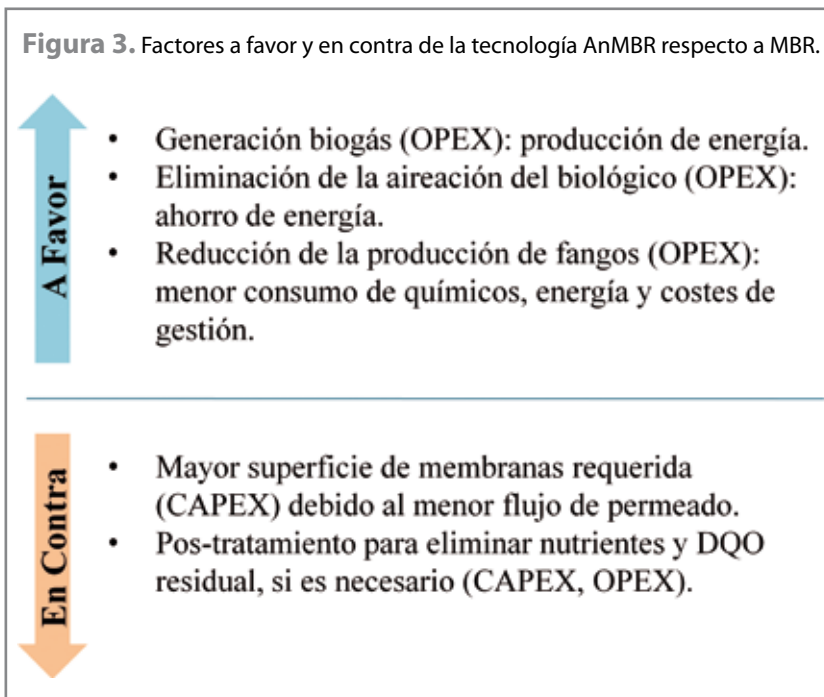 Figura 3. Factores a favor y en contra de la tecnología AnMBR respecto a MBR.
A Favor
• Generación biogás (OPEX): producción de energía.
• Eliminación de la aireación del biológico (OPEX):
ahorro de energía.
• Reducción de la producción de fangos (OPEX):
menor consumo de químicos, energía y costes de
gestión.
En Contra
• Mayor superficie de membranas requerida
(CAPEX) debido al menor flujo de permeado.
• Pos-tratamiento para eliminar nutrientes y DQO
residual, si es necesario (CAPEX, OPEX).